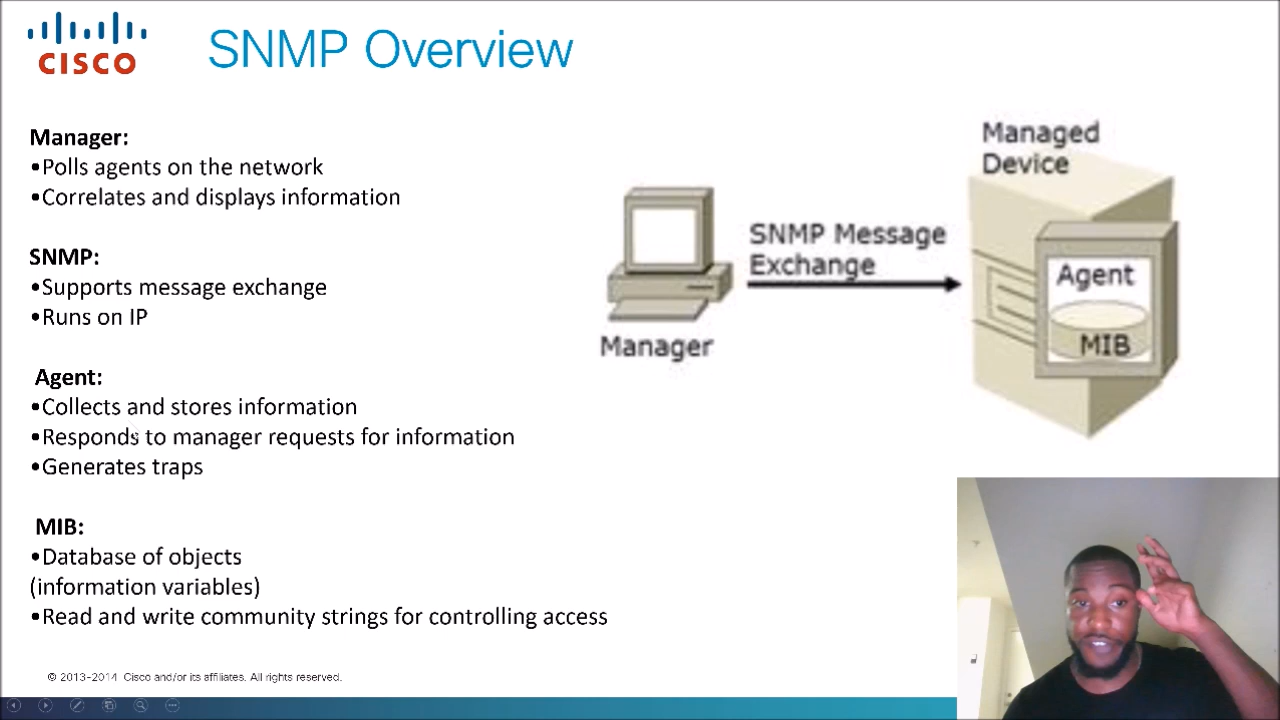 CISCO
SNMP Overview
Manager:
•Polls agents on the network
•Correlates and displays information
SNMP:
•Supports message exchange
•Runs on IP
Agent:
•Collects and stores information
•Responds to manager requests for information
•Generates traps
MIB:
•Database of objects
(information variables)
•Read and write community strings for controlling access
Managed
Device
SNMP Message
Exchange
Agent
MIB
Manager
© 2013-2014 Cisco and/or its affiliates. All rights reserved.